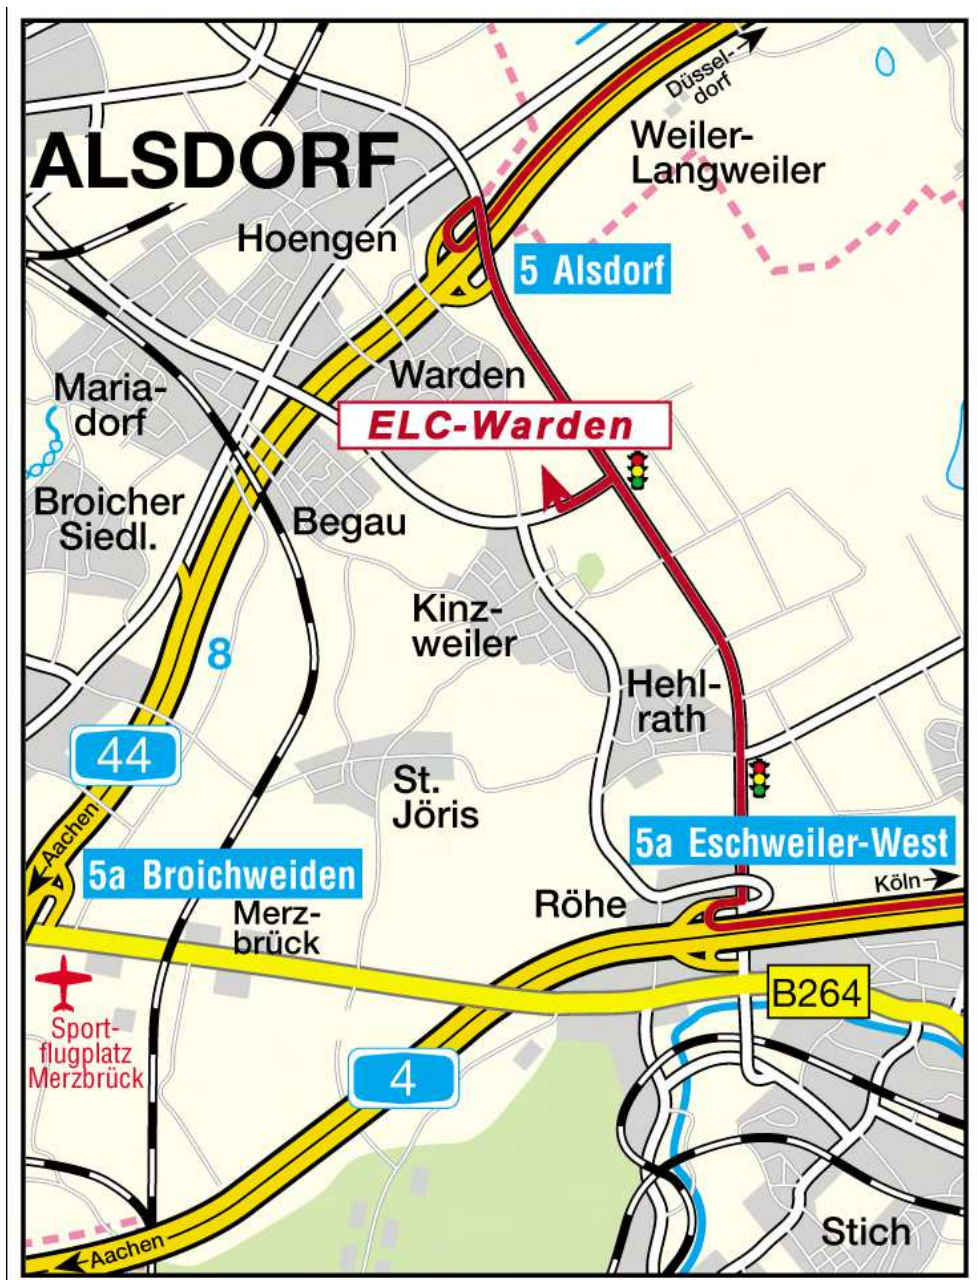 Düssel-
dorf
Weiler-
Langweiler
ALSDORF
Hoengen
5 Alsdorf
Warden
Maria-
dorf
ELC-Warden
Broicher
Siedl.
Begau
Kinz-
weiler
8
Hehl-
rath
44
St.
Jöris
Aachen
5a Eschweiler-West
5a Broichweiden
Köln
Röhe
Merz-
brück
B264
Sport-
flugplatz
Merzbrück
4
Stich
Aachen